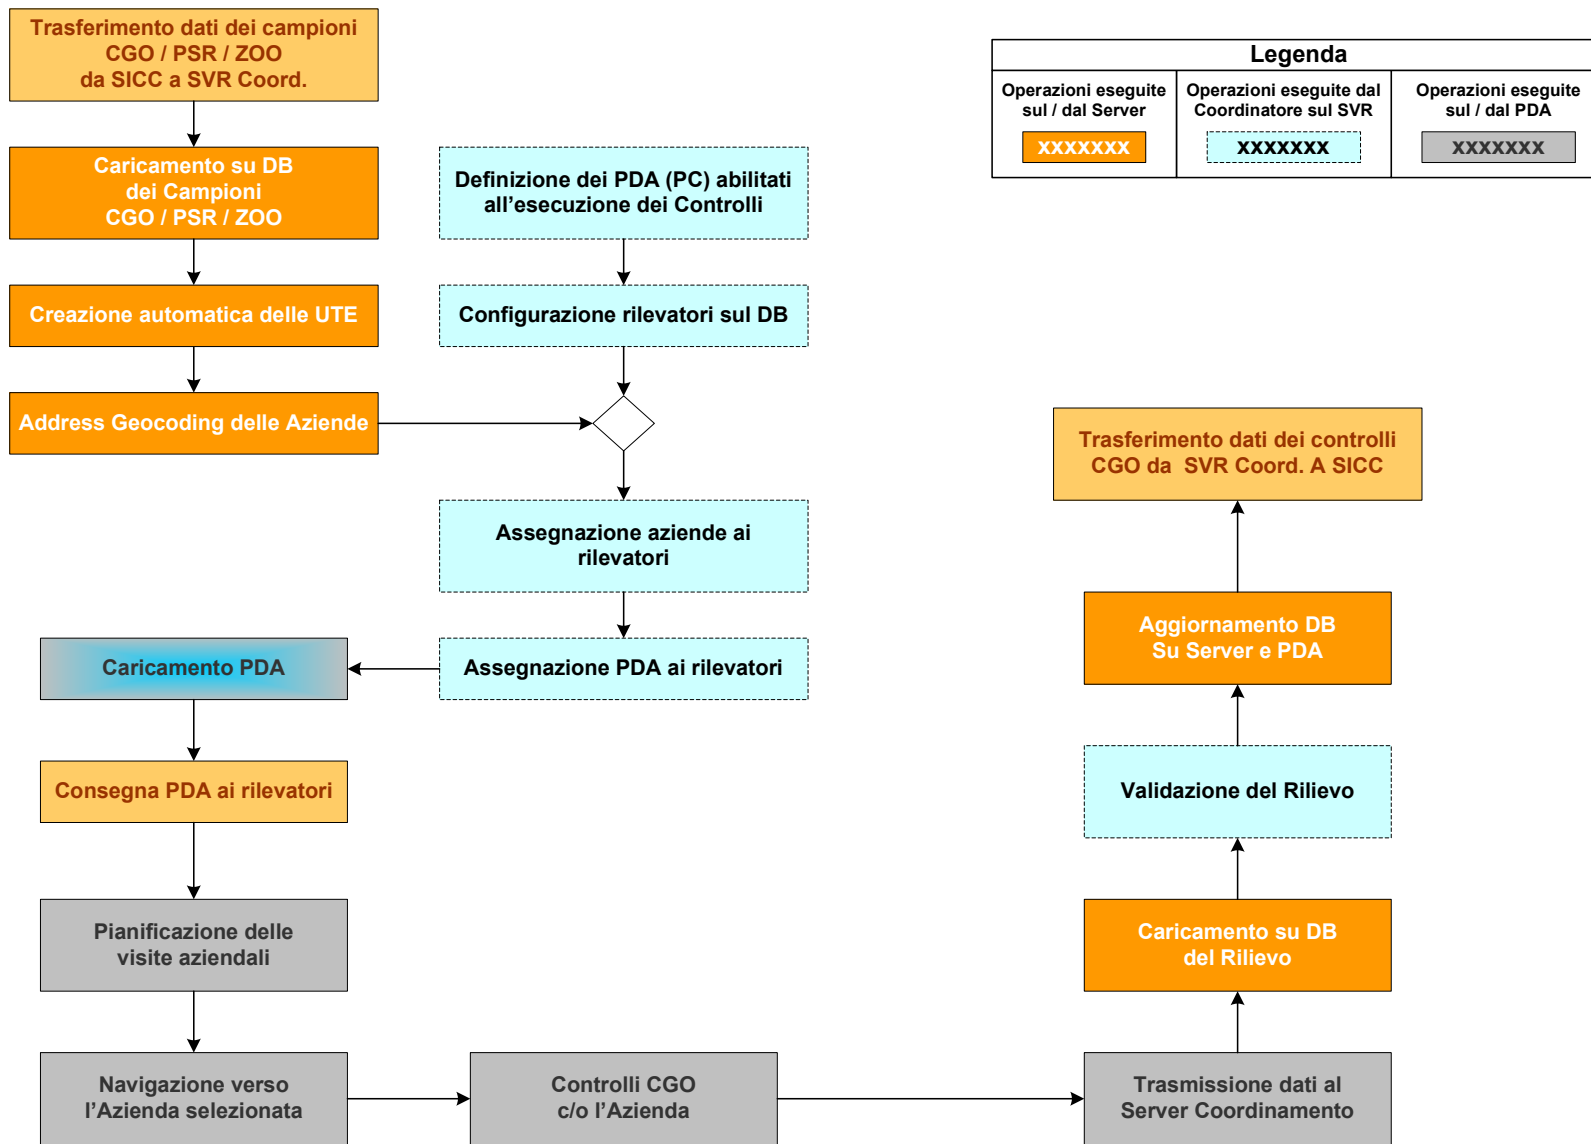 Trasferimento dati dei campioni
CGO / PSR / ZOO
da SICC a SVR Coord.
Caricamento su DB
dei Campioni
CGO / PSR / ZOO
Creazione automatica delle UTE
Address Geocoding delle Aziende
Definizione dei PDA (PC) abilitati
all'esecuzione dei Controlli
Configurazione rilevatori sul DB
Assegnazione aziende ai
rilevatori
Assegnazione PDA ai rilevatori
Caricamento PDA
Consegna PDA ai rilevatori
Pianificazione delle
visite aziendali
Navigazione verso
l'Azienda selezionata
Controlli CGO
c/o l'Azienda
Trasmissione dati al
Server Coordinamento
Caricamento su DB
del Rilievo
Validazione del Rilievo
Aggiornamento DB
Su Server e PDA
Trasferimento dati dei controlli
CGO da SVR Coord. A SICC
Legenda
Operazioni eseguite
sul / dal Server
xxxxxxx
Operazioni eseguite dal
Coordinatore sul SVR
xxxxxxx
Operazioni eseguite
sul / dal PDA
xxxxxxx